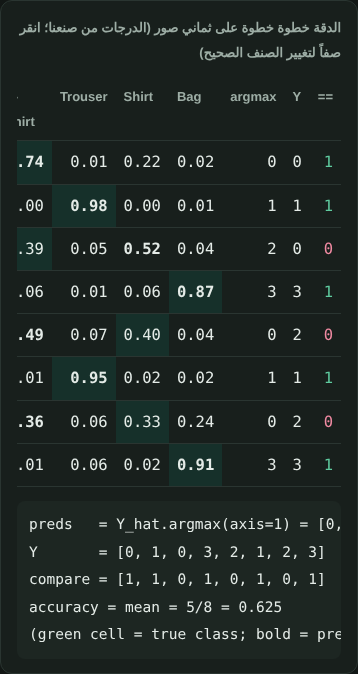 الدقة خطوة خطوة على ثماني صور (الدرجات من صنعنا؛ انقر
صفاً لتغيير الصنف الصحيح)
Trouser Shirt Bag argmax Y ==
hirt
.74 0.01 0.22 0.02 0 0 1
.00 0.98 0.00 0.01 1 1 1
.39 0.05 0.52 0.04 2 0 0
.06 0.01 0.06 0.87 3 3 1
.49 0.07 0.40 0.04 0 2 0
.01 0.95 0.02 0.02 1 1 1
.36 0.06 0.33 0.24 0 2 0
.01 0.06 0.02 0.91 3 3 1
preds = Y_hat.argmax(axis=1) = [0,
Y = [0, 1, 0, 3, 2, 1, 2, 3]
compare = [1, 1, 0, 1, 0, 1, 0, 1]
accuracy = mean = 5/8 = 0.625
(green cell = true class; bold = pre